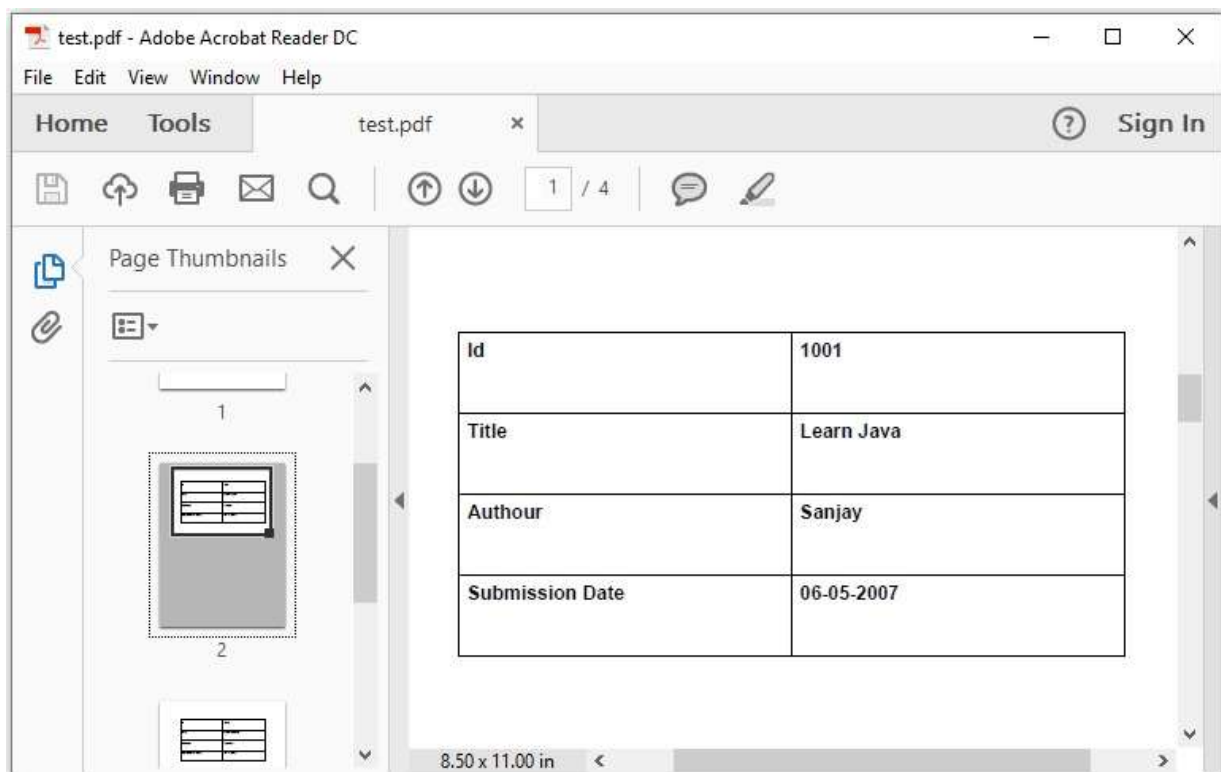 test.pdf - Adobe Acrobat Reader DC
File Edit View Window Help
Home Tools test.pdf × ? Sign In
1 / 4
Page Thumbnails
1
2
Id 1001
Title Learn Java
Authour Sanjay
Submission Date 06-05-2007
8.50 x 11.00 in